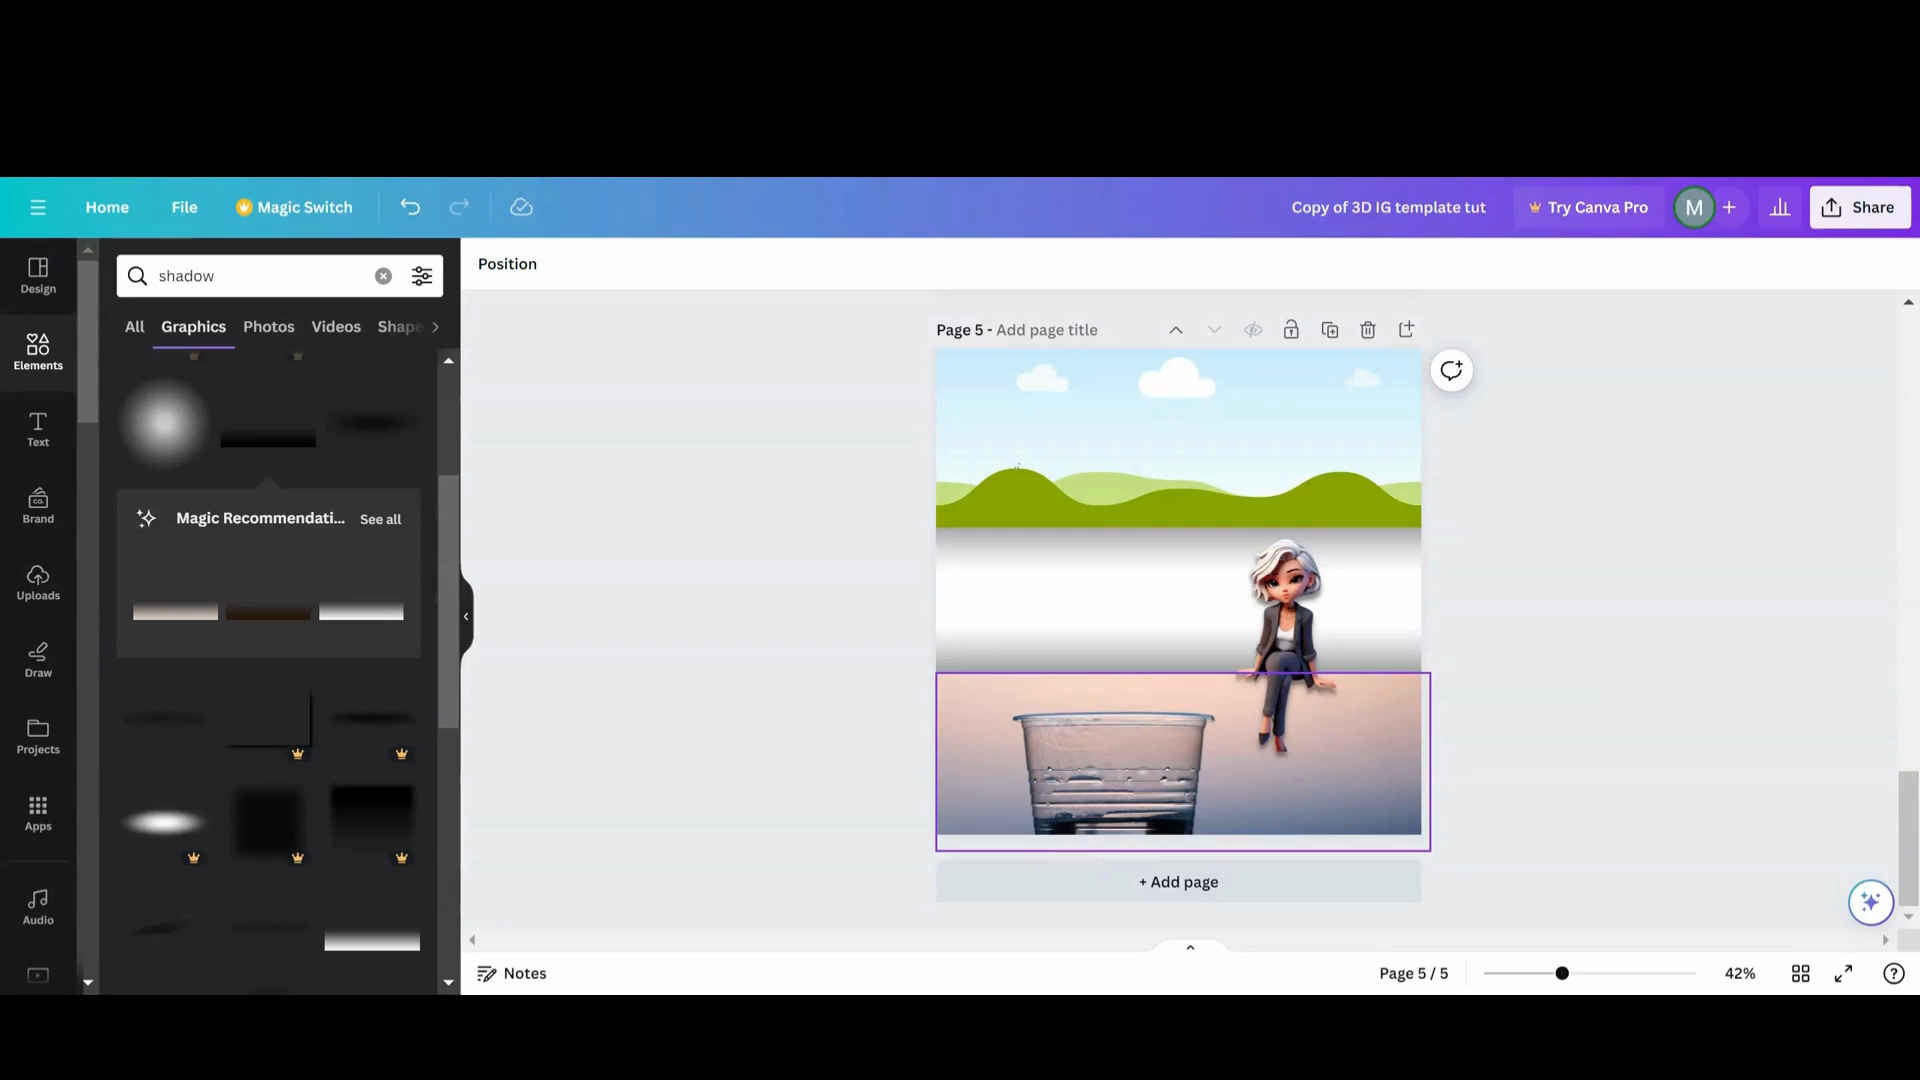 Home File Magic Switch Copy of 3D IG template tut Try Canva Pro M + Share
Design
Elements
Text
Brand
co.
Uploads
Draw
Projects
Apps
Audio
shadow
All Graphics Photos Videos Shape
Magic Recommendati... See all
Position
Page 5 - Add page title
+ Add page
Notes
Page 5 / 5
42%